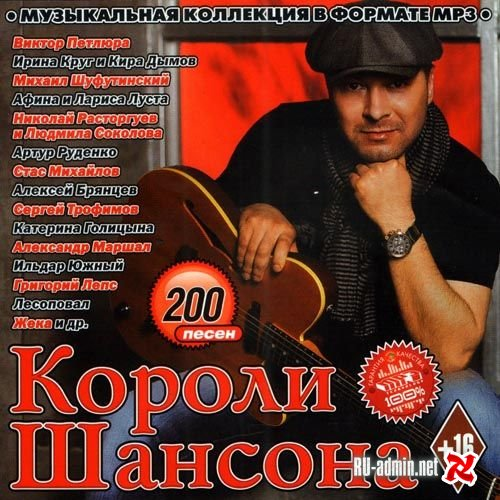 • МУЗЫКАЛЬНАЯ КОЛЛЕКЦИЯ В ФОРМАТЕ MP3 •
Виктор Петлюра
Ирина Круг и Кира Дымов
Михаил Шуфутинский
Афина и Лариса Луста
Николай Расторгуев
и Людмила Соколова
Артур Руденко
Стас Михайлов
Алексей Брянцев
Сергей Трофимов
Катерина Голицына
Александр Маршал
Ильдар Южный
Григорий Лепс
Лесоповал
Жека и др.
200
песен
ГАРАНТИЯ КАЧЕСТВА
100%
Короли
Шансона
+16
RU-admin.net